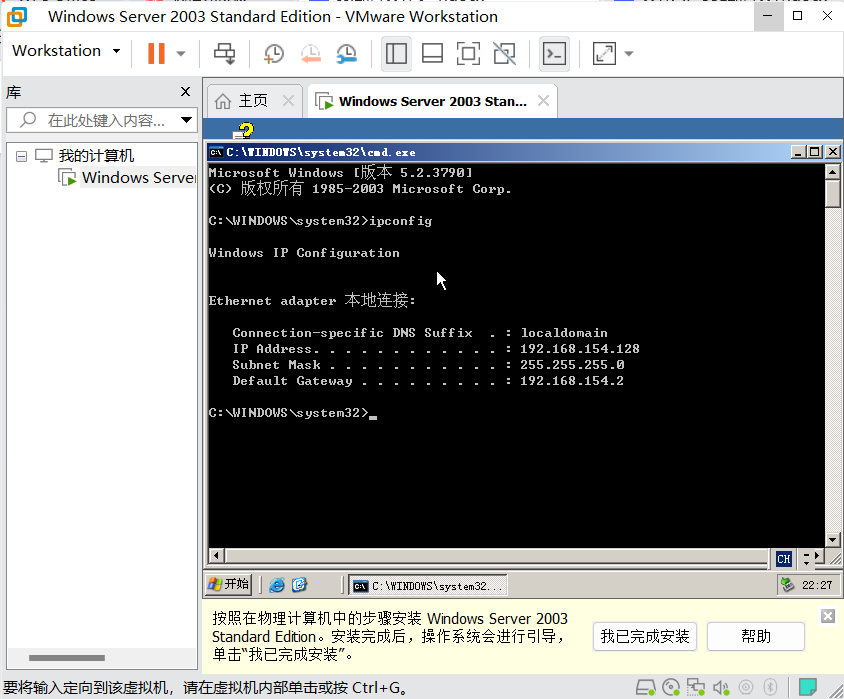 Windows Server 2003 Standard Edition - VMware Workstation
Workstation
库
主页
Windows Server 2003 Stan...
在此处键入内容...
我的计算机
Windows Server
C:\WINDOWS\system32\cmd.exe
Microsoft Windows [版本 5.2.3790]
(C) 版权所有 1985-2003 Microsoft Corp.
C:\WINDOWS\system32>ipconfig
Windows IP Configuration
Ethernet adapter 本地连接:
Connection-specific DNS Suffix . : localdomain
IP Address. . . . . . . . . . . . : 192.168.154.128
Subnet Mask . . . . . . . . . . . : 255.255.255.0
Default Gateway . . . . . . . . . : 192.168.154.2
C:\WINDOWS\system32>_
CH
开始
C:\WINDOWS\system32...
22:27
按照在物理计算机中的步骤安装 Windows Server 2003
Standard Edition。安装完成后，操作系统会进行引导，
单击“我已完成安装”。
我已完成安装
帮助
要将输入定向到该虚拟机，请在虚拟机内部单击或按 Ctrl+G。